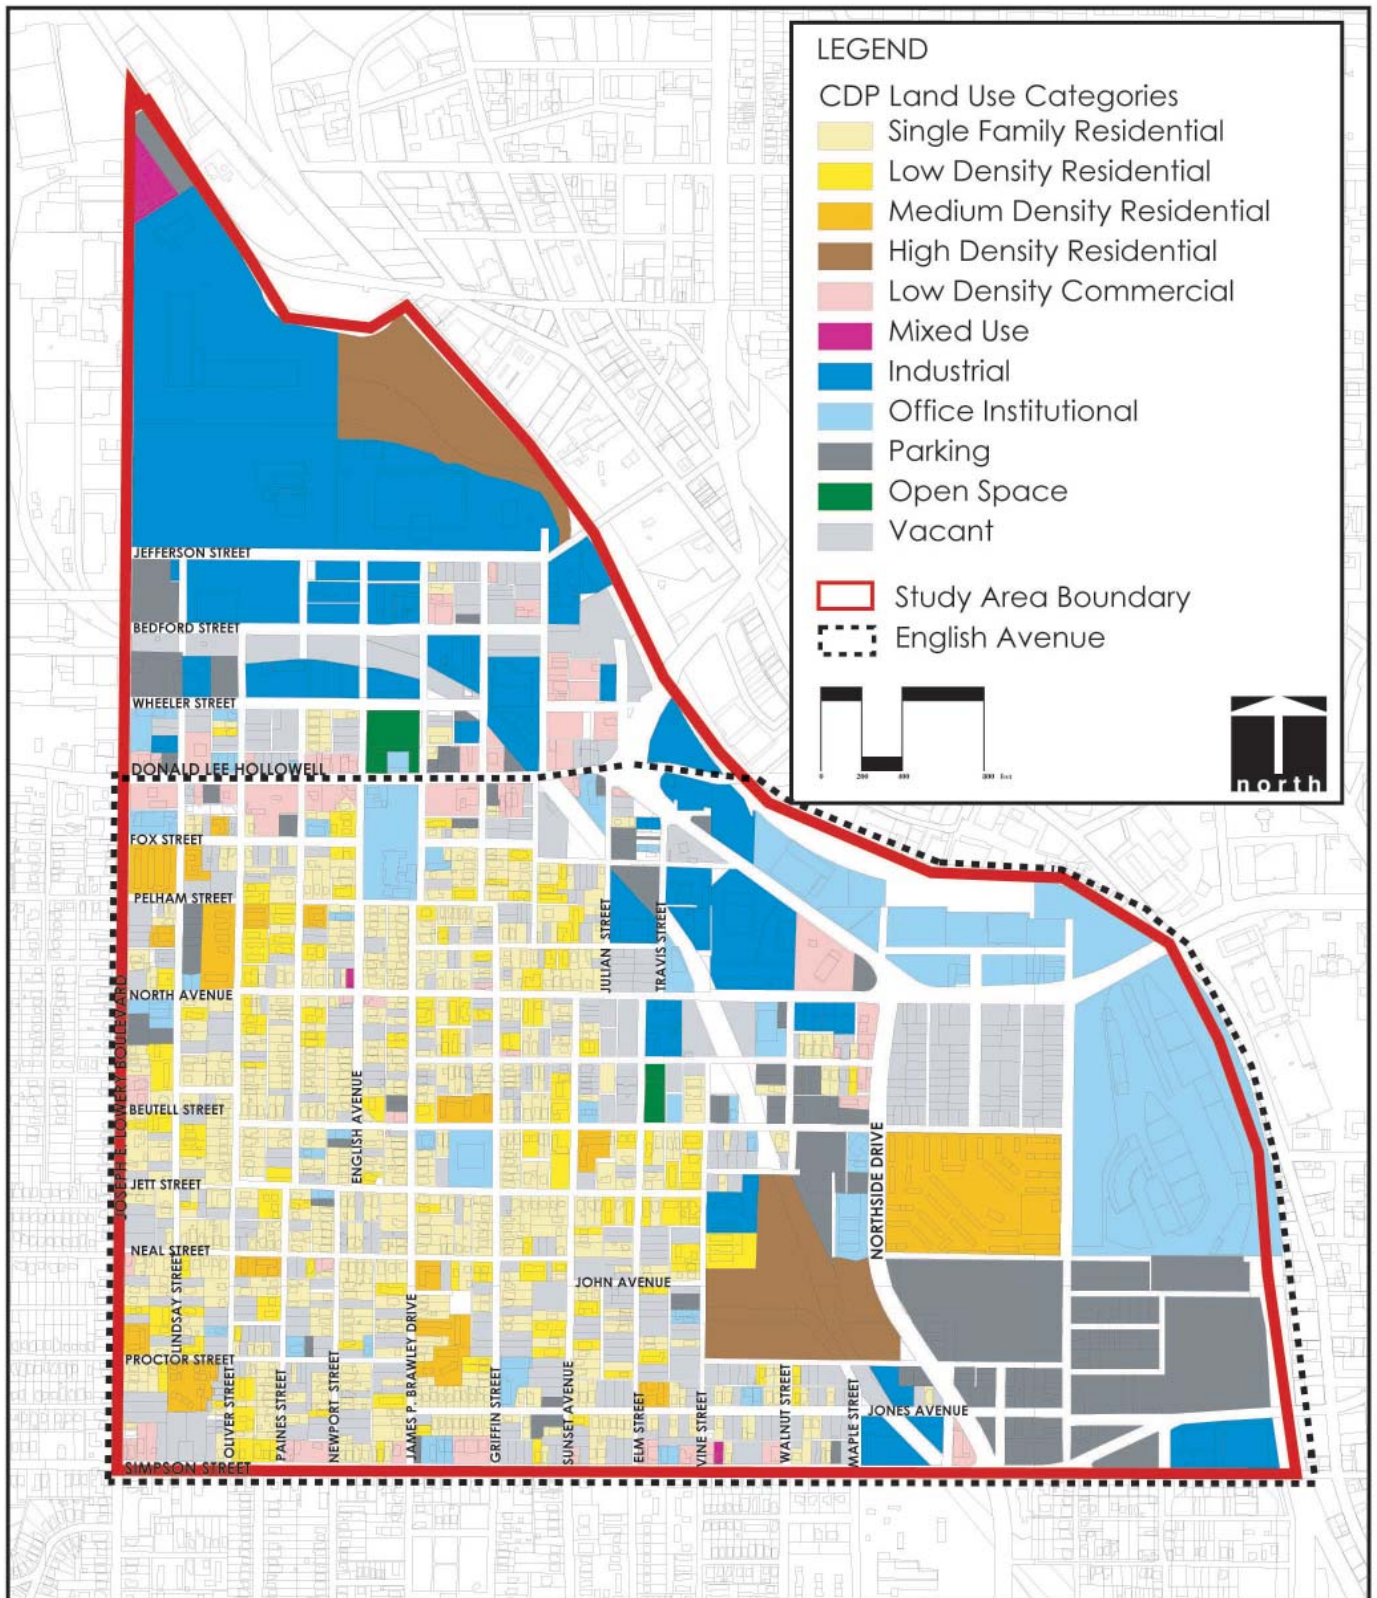 LEGEND
CDP Land Use Categories
Single Family Residential
Low Density Residential
Medium Density Residential
High Density Residential
Low Density Commercial
Mixed Use
Industrial
Office Institutional
Parking
Open Space
Vacant
Study Area Boundary
English Avenue
0 200 400 800 feet
north
JEFFERSON STREET
BEDFORD STREET
WHEELER STREET
DONALD LEE HOLLOWELL
FOX STREET
PELHAM STREET
JULIAN STREET
TRAVIS STREET
NORTH AVENUE
JOSEPH E. LOWERY BOULEVARD
ENGLISH AVENUE
BEUTELL STREET
NORTHSIDE DRIVE
JETT STREET
NEAL STREET
LINDSAY STREET
JOHN AVENUE
JAMES P. BRAWLEY DRIVE
PROCTOR STREET
OLIVER STREET
PAINES STREET
NEWPORT STREET
GRIFFIN STREET
SUNSET AVENUE
ELM STREET
VINE STREET
WALNUT STREET
MAPLE STREET
JONES AVENUE
SIMPSON STREET